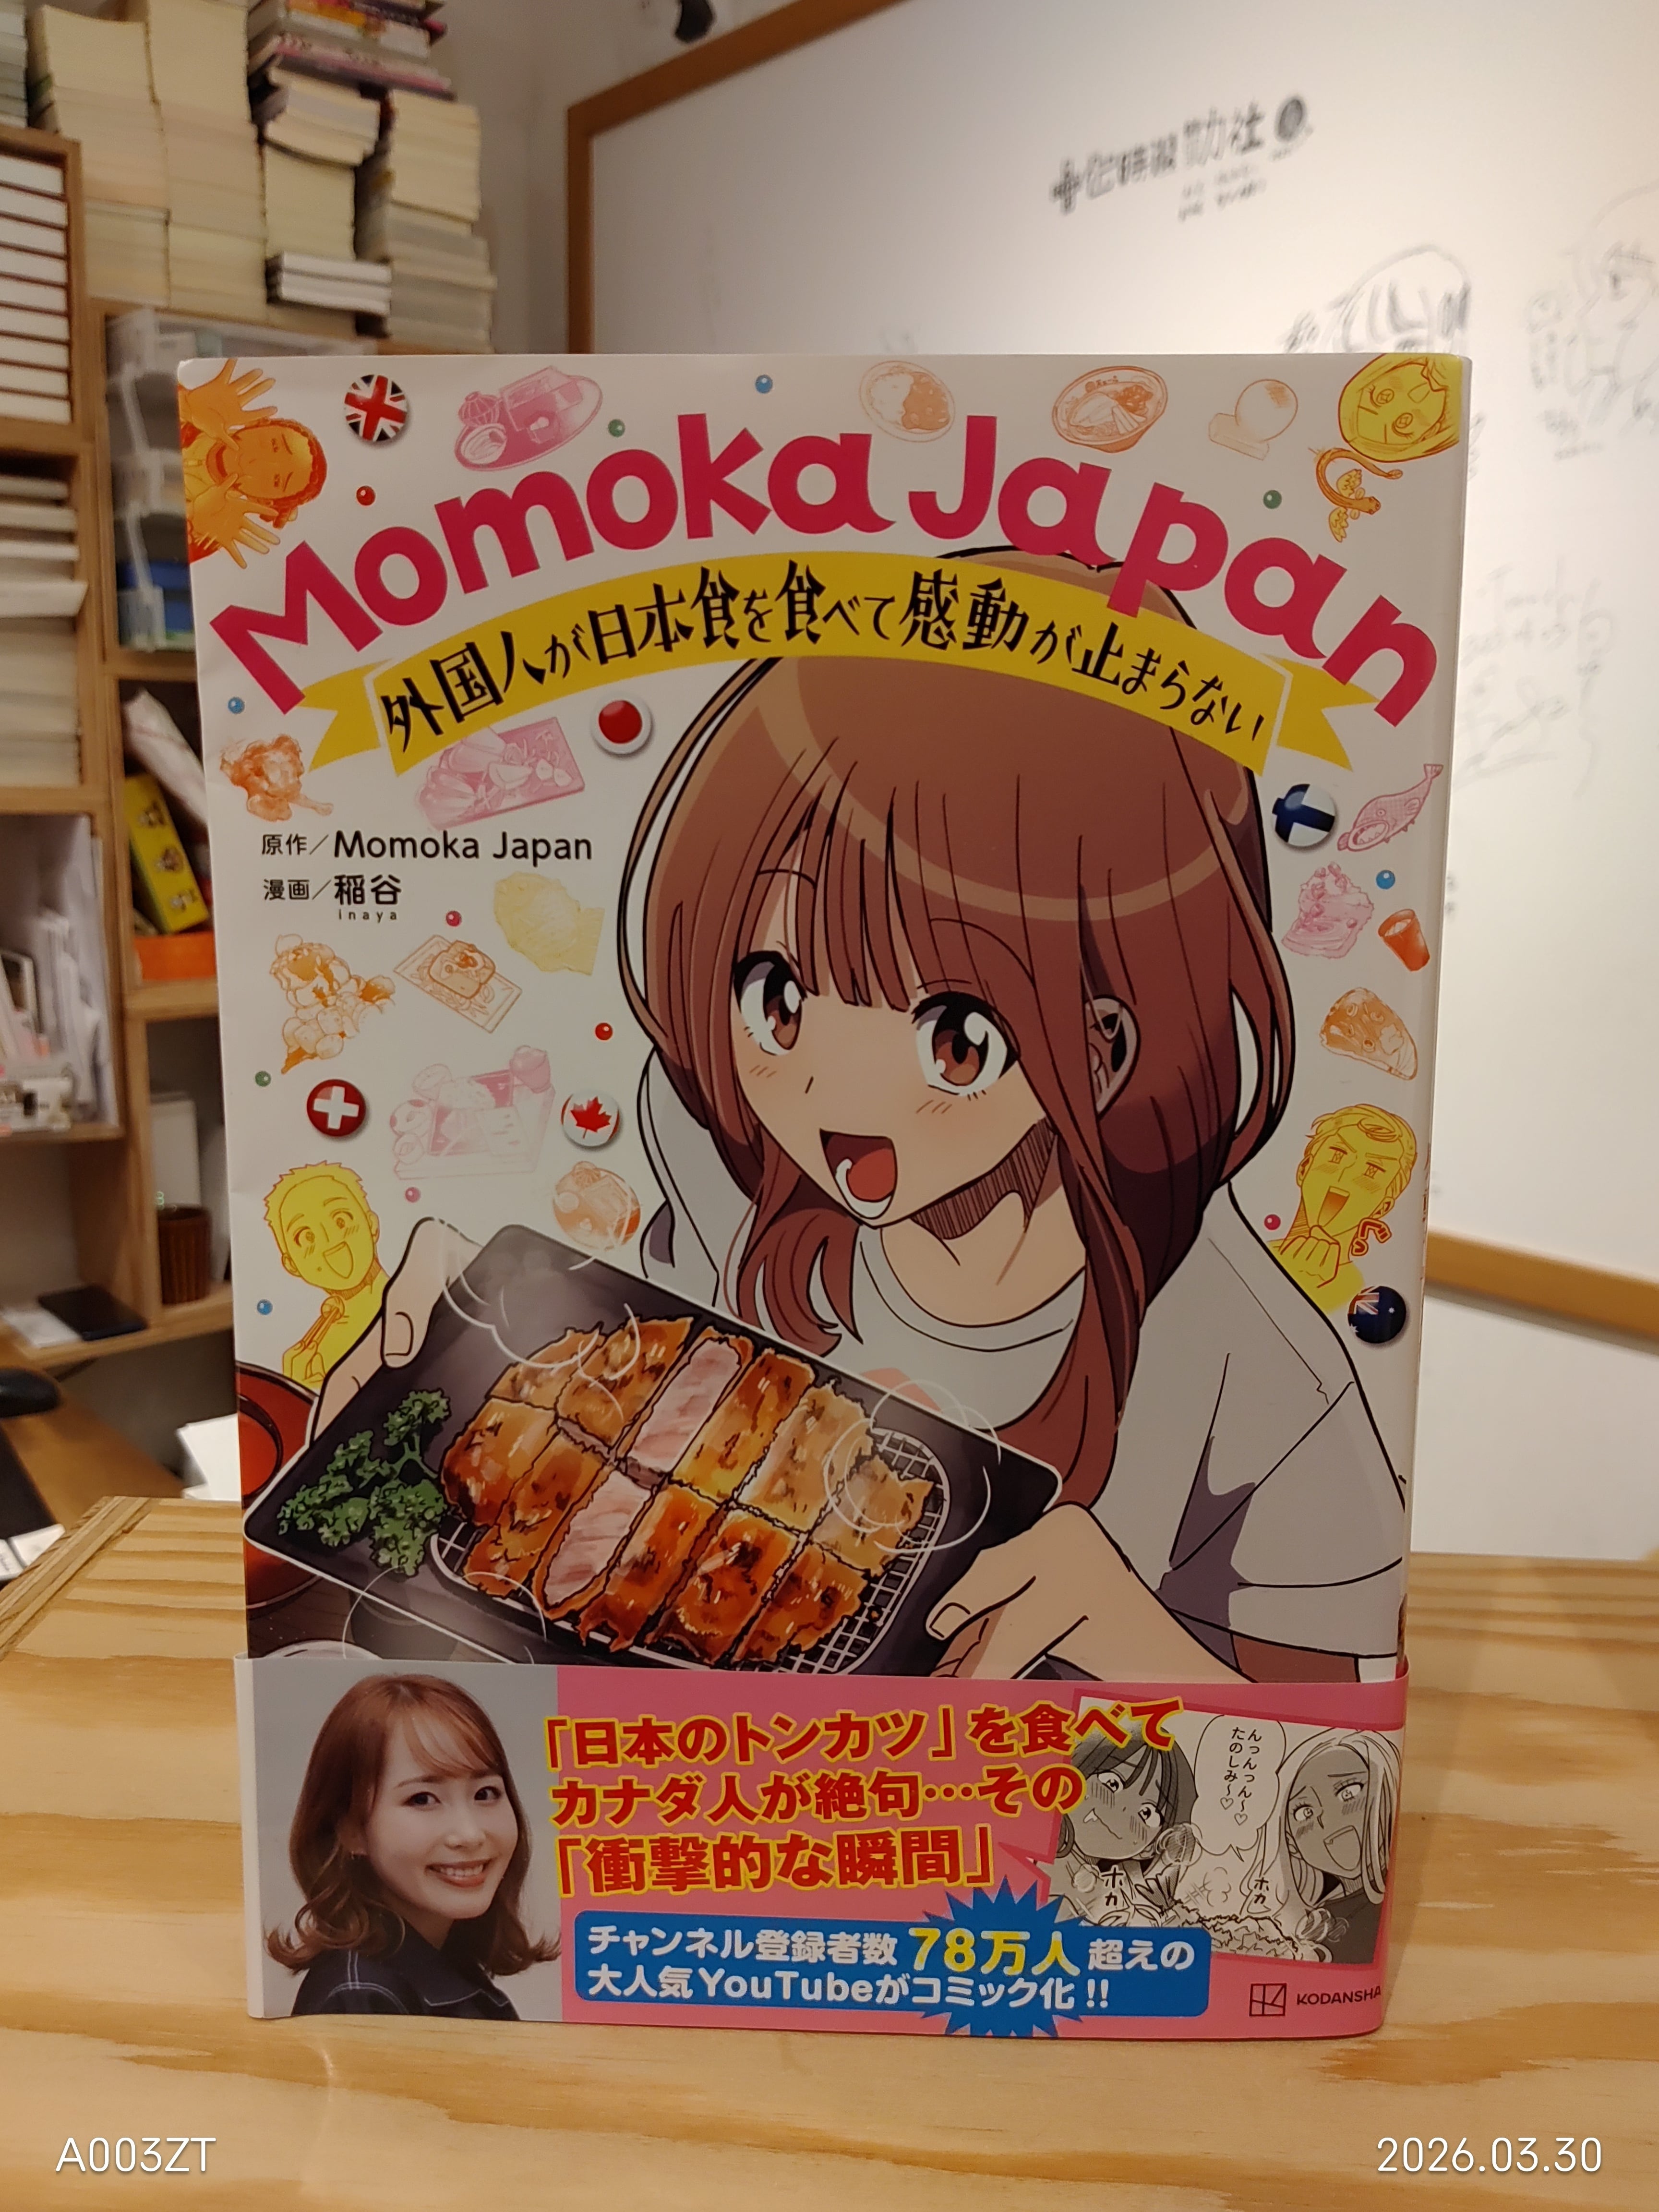 Momoka Japan
外国人が日本食を食べて感動が止まらない
原作／Momoka Japan
漫画／稲谷
inaya
「日本のトンカツ」を食べて
カナダ人が絶句…その
「衝撃的な瞬間」
んっんっん〜♡
たのしみ〜♡
ホカ
ホカ
チャンネル登録者数78万人超えの
大人気YouTubeがコミック化!!
KODANSHA
A003ZT
2026.03.30